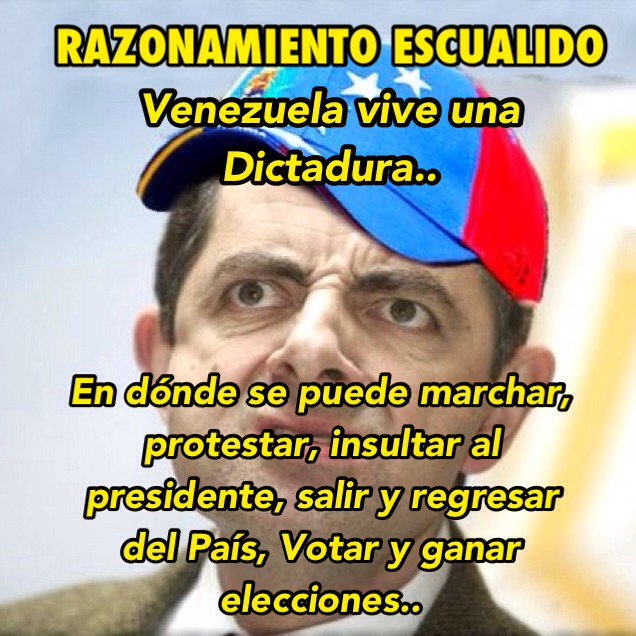 RAZONAMIENTO ESCUALIDO
Venezuela vive una
Dictadura..
En dónde se puede marchar,
protestar, insultar al
presidente, salir y regresar
del País, Votar y ganar
elecciones..